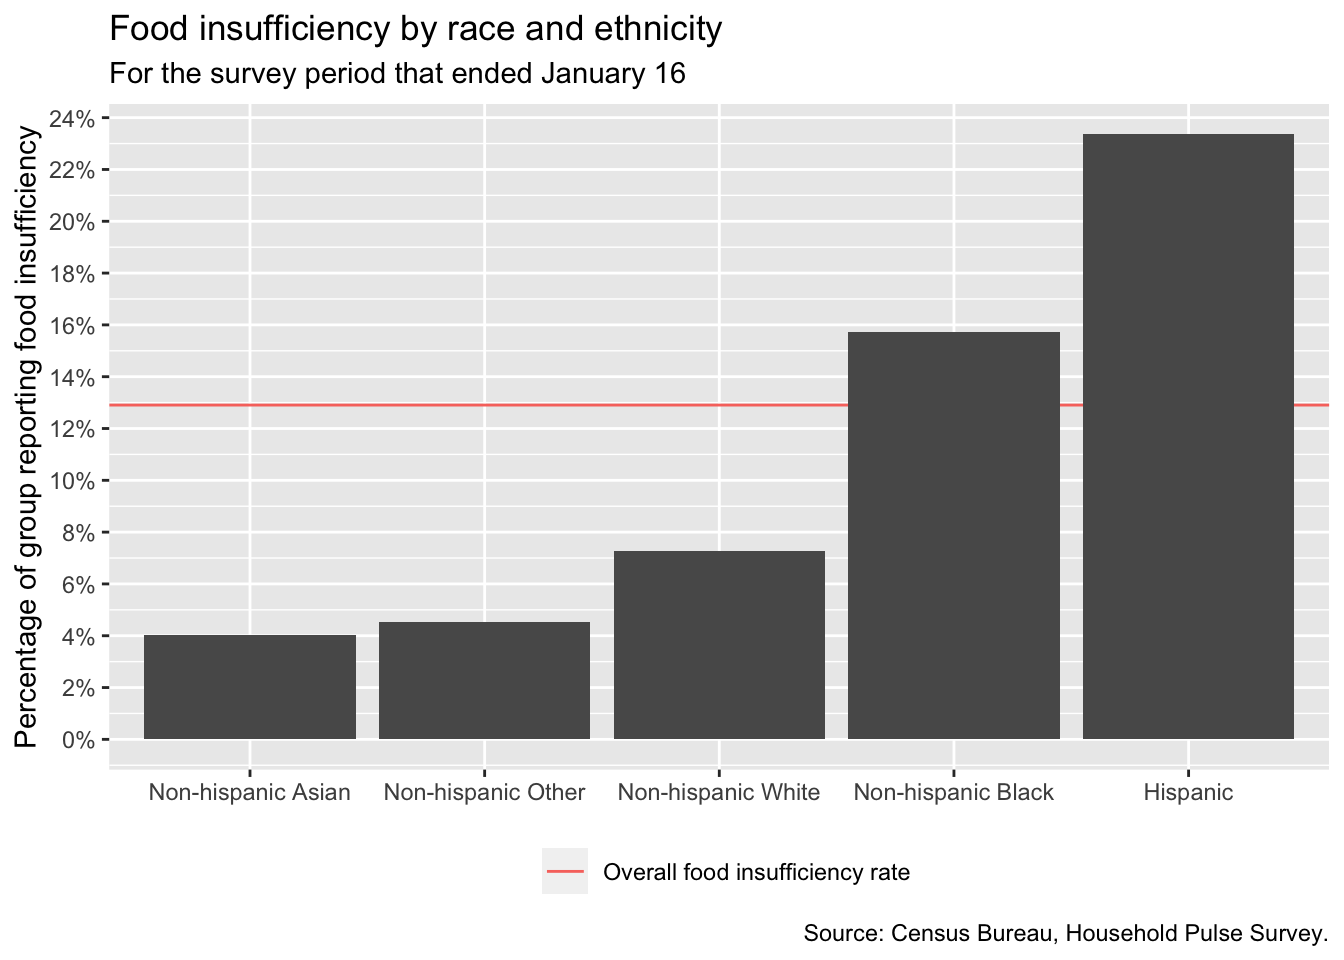 Food insufficiency by race and ethnicity
For the survey period that ended January 16
Percentage of group reporting food insufficiency
24%
22%
20%
18%
16%
14%
12%
10%
8%
6%
4%
2%
0%
Non-hispanic Asian
Non-hispanic Other
Non-hispanic White
Non-hispanic Black
Hispanic
Overall food insufficiency rate
Source: Census Bureau, Household Pulse Survey.